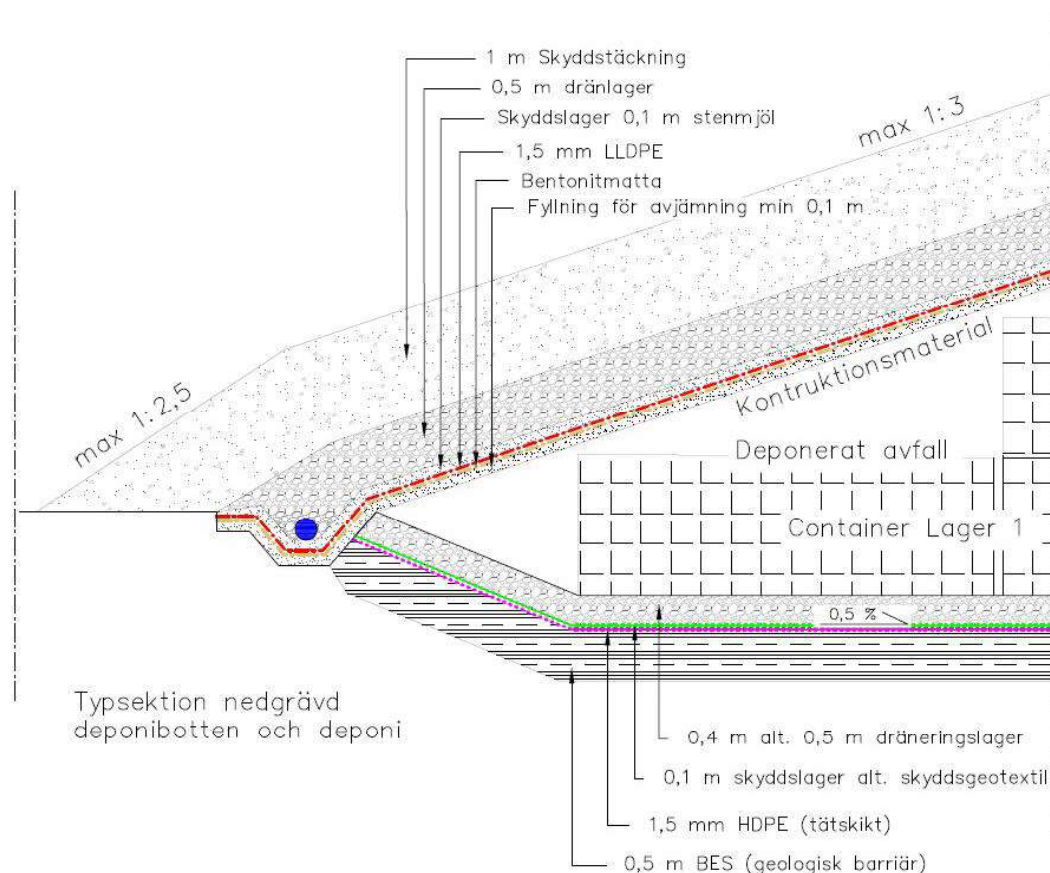 1 m Skyddstäckning
0,5 m dränlager
Skyddslager 0,1 m stenmjöl
1,5 mm LLDPE
Bentonitmatta
Fyllning för avjämning min 0,1 m
max 1:3
max 1:2,5
Kontruktionsmaterial
Deponerat avfall
Container Lager 1
0,5 %
Typsektion nedgrävd
deponibotten och deponi
0,4 m alt. 0,5 m dräneringslager
0,1 m skyddslager alt. skyddsgeotextil
1,5 mm HDPE (tätskikt)
0,5 m BES (geologisk barriär)